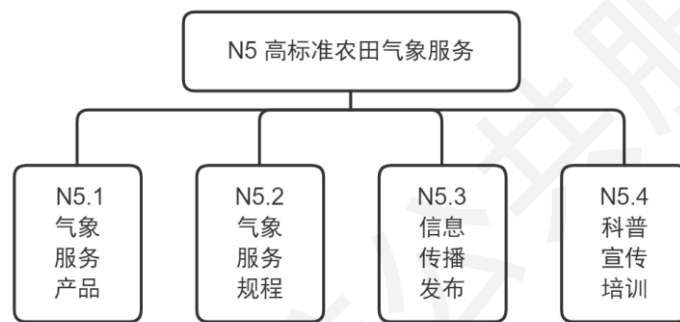 N5 高标准农田气象服务
N5.1
气象
服务
产品
N5.2
气象
服务
规程
N5.3
信息
传播
发布
N5.4
科普
宣传
培训